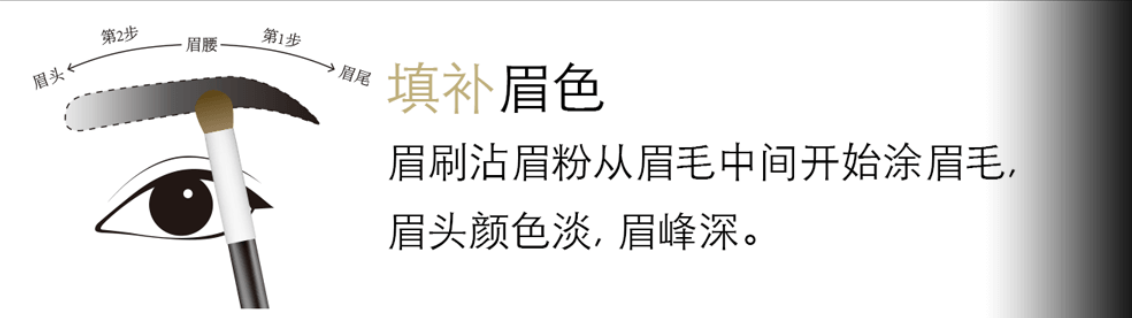 第2步
眉腰
第1步
眉头
眉尾
填补眉色
眉刷沾眉粉从眉毛中间开始涂眉毛,
眉头颜色淡, 眉峰深。